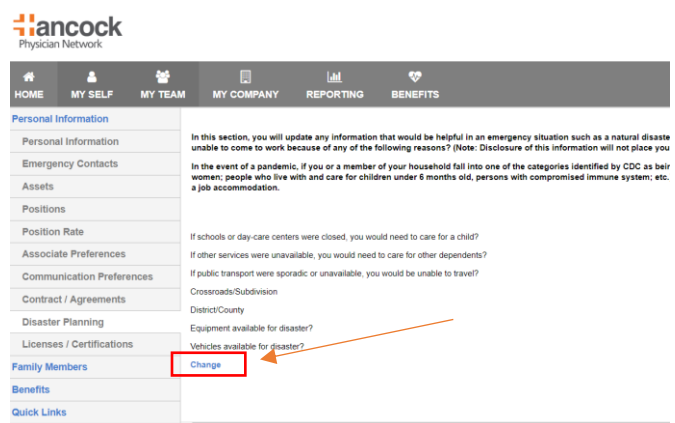 Hancock
Physician Network
HOME MY SELF MY TEAM MY COMPANY REPORTING BENEFITS
Personal Information
Personal Information
Emergency Contacts
Assets
Positions
Position Rate
Associate Preferences
Communication Preferences
Contract / Agreements
Disaster Planning
Licenses / Certifications
Family Members
Benefits
Quick Links
In this section, you will update any information that would be helpful in an emergency situation such as a natural disaste
unable to come to work because of any of the following reasons? (Note: Disclosure of this information will not place you
In the event of a pandemic, if you or a member of your household fall into one of the categories identified by CDC as bein
women; people who live with and care for children under 6 months old, persons with compromised immune system; etc.
a job accommodation.
If schools or day-care centers were closed, you would need to care for a child?
If other services were unavailable, you would need to care for other dependents?
If public transport were sporadic or unavailable, you would be unable to travel?
Crossroads/Subdivision
District/County
Equipment available for disaster?
Vehicles available for disaster?
Change